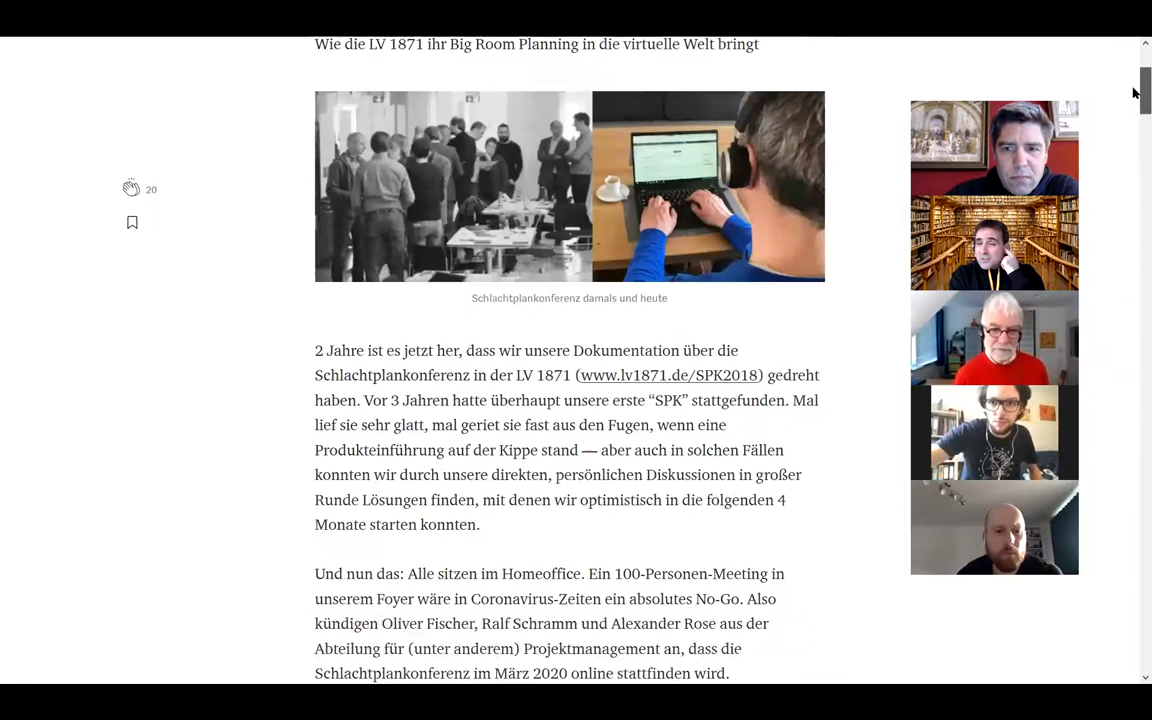 Wie die LV 1871 ihr Big Room Planning in die virtuelle Welt bringt
20
Schlachtplankonferenz damals und heute
2 Jahre ist es jetzt her, dass wir unsere Dokumentation über die
Schlachtplankonferenz in der LV 1871 (www.lv1871.de/SPK2018) gedreht
haben. Vor 3 Jahren hatte überhaupt unsere erste “SPK” stattgefunden. Mal
lief sie sehr glatt, mal geriet sie fast aus den Fugen, wenn eine
Produkteinführung auf der Kippe stand — aber auch in solchen Fällen
konnten wir durch unsere direkten, persönlichen Diskussionen in großer
Runde Lösungen finden, mit denen wir optimistisch in die folgenden 4
Monate starten konnten.
Und nun das: Alle sitzen im Homeoffice. Ein 100-Personen-Meeting in
unserem Foyer wäre in Coronavirus-Zeiten ein absolutes No-Go. Also
kündigen Oliver Fischer, Ralf Schramm und Alexander Rose aus der
Abteilung für (unter anderem) Projektmanagement an, dass die
Schlachtplankonferenz im März 2020 online stattfinden wird.